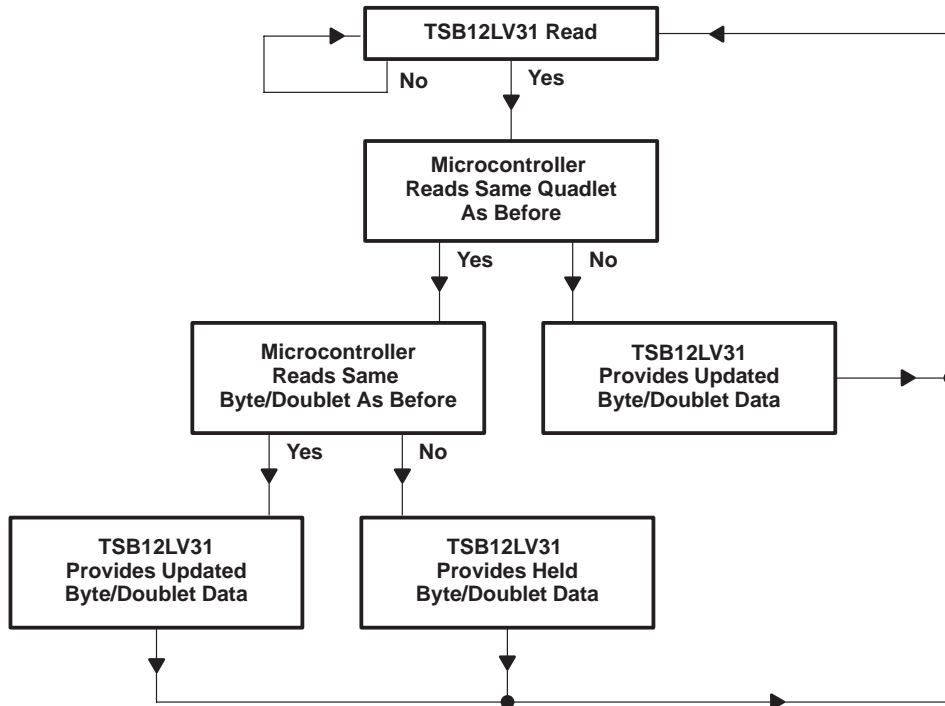 TSB12LV31 Read
No
Yes
Microcontroller
Reads Same Quadlet
As Before
Yes
No
Microcontroller
Reads Same
Byte/Doublet As Before
TSB12LV31
Provides Updated
Byte/Doublet Data
Yes
No
TSB12LV31
Provides Updated
Byte/Doublet Data
TSB12LV31
Provides Held
Byte/Doublet Data